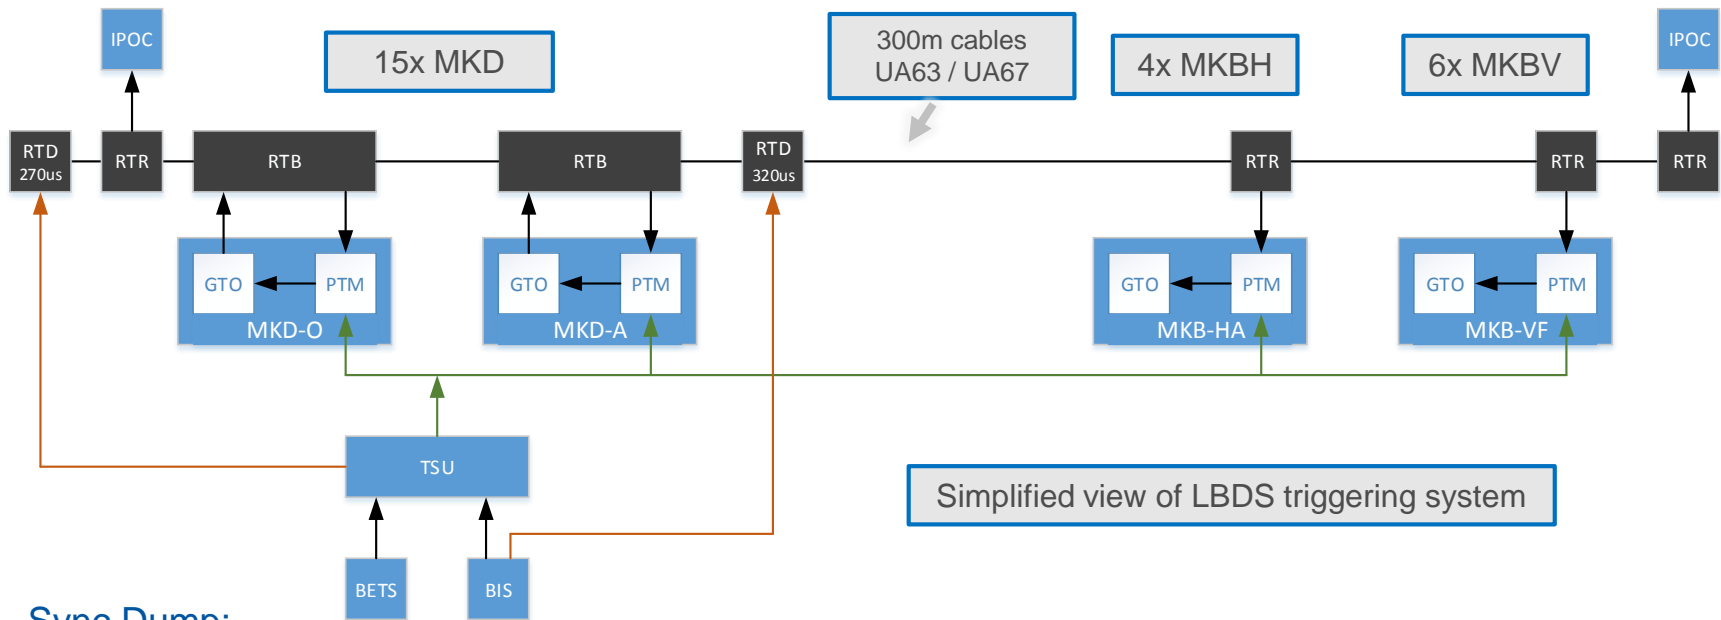 IPOC
15x MKD
300m cables
UA63 / UA67
4x MKBH
6x MKBV
IPOC
RTD
270us
RTR
RTB
RTB
RTD
320us
RTR
RTR
RTR
GTO
PTM
MKD-O
GTO
PTM
MKD-A
GTO
PTM
MKB-HA
GTO
PTM
MKB-VF
TSU
Simplified view of LBDS triggering system
BETS
BIS
Sync Dump: